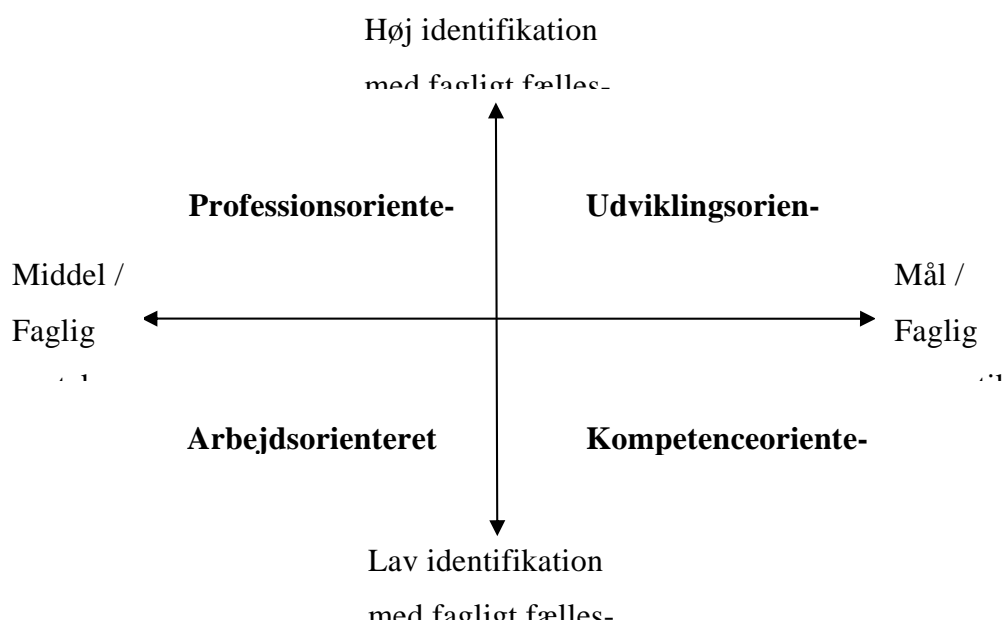 Høj identifikation
med fagligt fælles-
Professionsoriente-
Udviklingsorien-
Middel /
Faglig
Mål /
Faglig
Arbejdsorienteret
Kompetenceoriente-
Lav identifikation
med fagligt fælles-